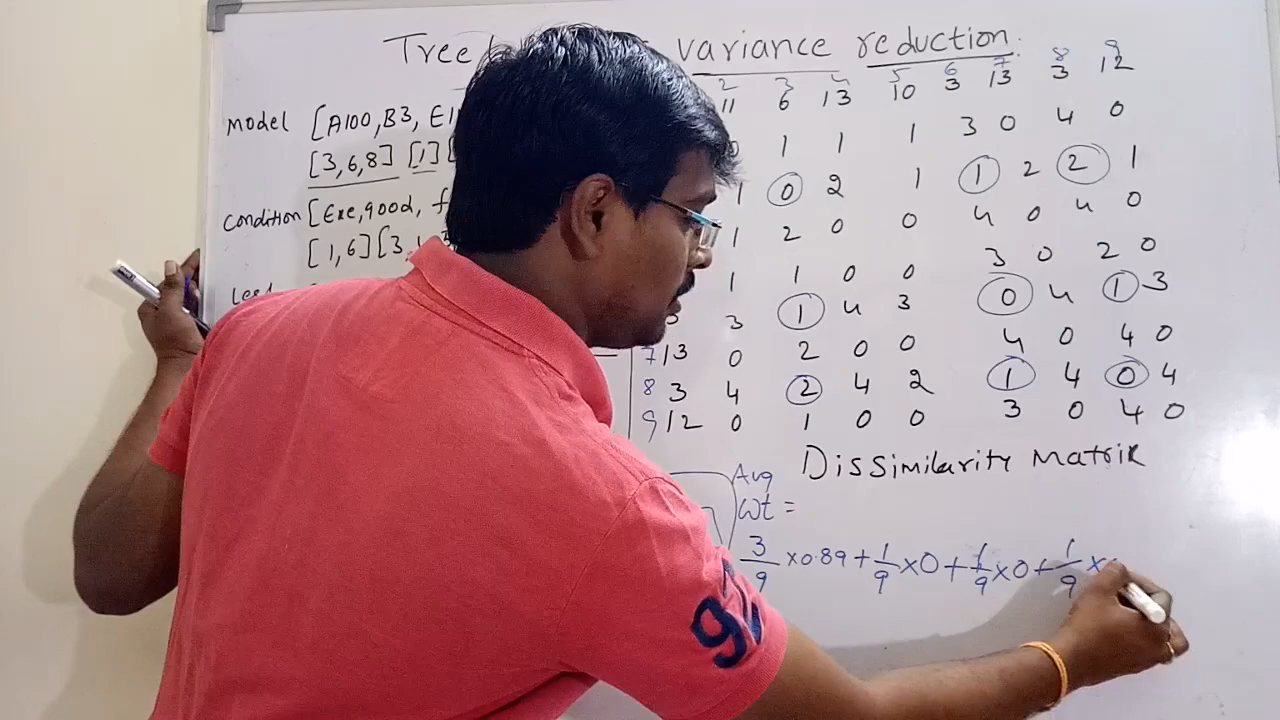 Tree variance reduction.
2 3 4 5 6 7 8 9
11 6 13 10 3 13 3 12
Model [A100, B3, E1
1 1 1 3 0 4 0
[3,6,8] [1] [
1 0 2 1 1 2 2 1
Condition [Exe, good, f
1 2 0 0 4 0 4 0
[1,6] [3,
1 1 0 0 3 0 2 0
3 1 4 3 0 4 1 3
7 13 0 2 0 0 4 0 4 0
8 3 4 2 4 2 1 4 0 4
9 12 0 1 0 0 3 0 4 0
Dissimilarity Matrix
Avg
Wt =
3/9 x0.89 + 1/9 x0 + 1/9 x0 + 1/9 x
92